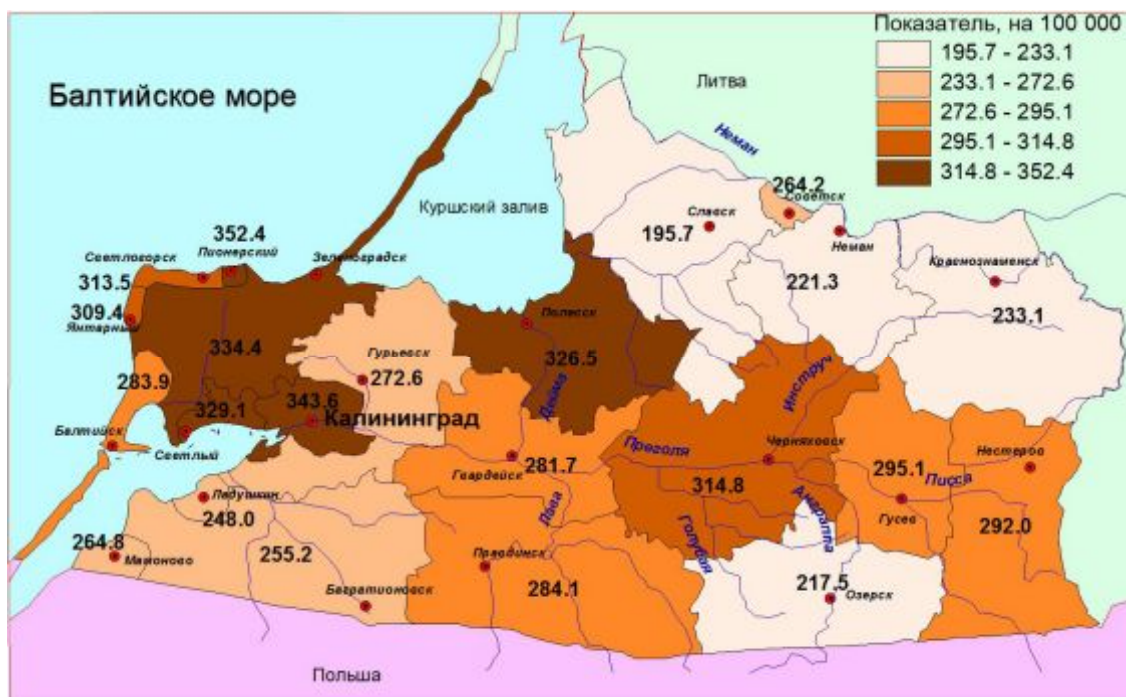 Показатель, на 100 000
195.7 - 233.1
233.1 - 272.6
272.6 - 295.1
295.1 - 314.8
314.8 - 352.4
Балтийское море
Литва
Неман
264.2
Советск
Куршский залив
Славск
195.7
Неман
352.4
Пионерский
Светлогорск
313.5
Зеленоградск
Краснознаменск
221.3
233.1
309.4
Янтарный
Полесск
334.4
326.5
Гурьевск
272.6
283.9
Инструч
Дейма
329.1
343.6
Калининград
Балтийск
Светлый
Преголя
Черняховск
Нестеров
Гвардейск
281.7
295.1
Писса
314.8
Ладушкин
248.0
Лава
Анграппа
Гусев
292.0
Голубая
264.8
Мамоново
255.2
Правдинск
284.1
217.5
Озерск
Багратионовск
Польша